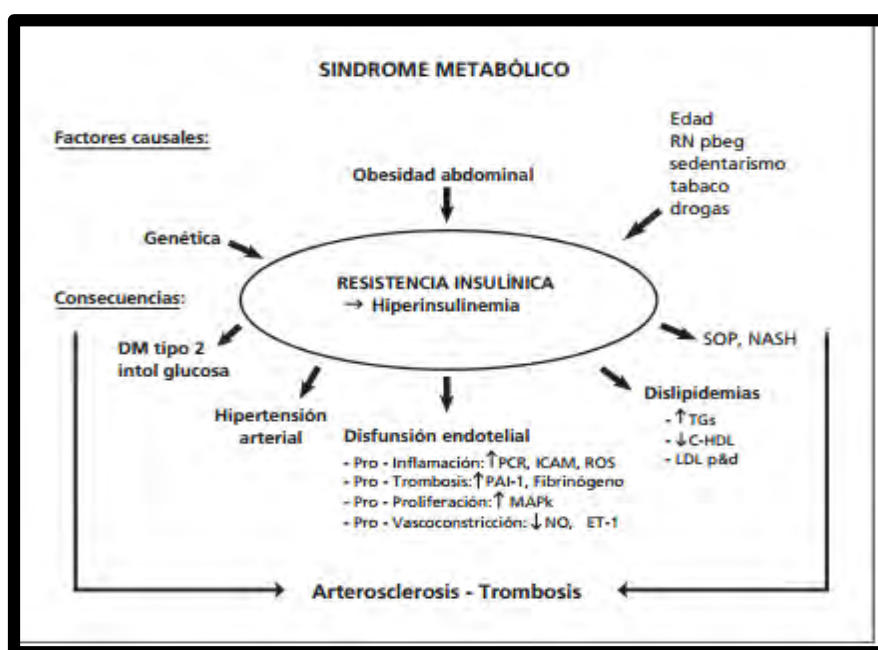 SINDROME METABÓLICO
Factores causales:
Edad
RN pbeg
sedentarismo
tabaco
drogas
Obesidad abdominal
Genética
RESISTENCIA INSULÍNICA
→ Hiperinsulinemia
Consecuencias:
DM tipo 2
intol glucosa
SOP, NASH
Hipertensión
arterial
Dislipidemias
- ↑TGs
- ↓C-HDL
- LDL p&d
Disfunsión endotelial
- Pro - Inflamación:↑PCR, ICAM, ROS
- Pro - Trombosis:↑PAI-1, Fibrinógeno
- Pro - Proliferación:↑ MAPk
- Pro - Vascoconstricción:↓NO, ET-1
Arterosclerosis - Trombosis